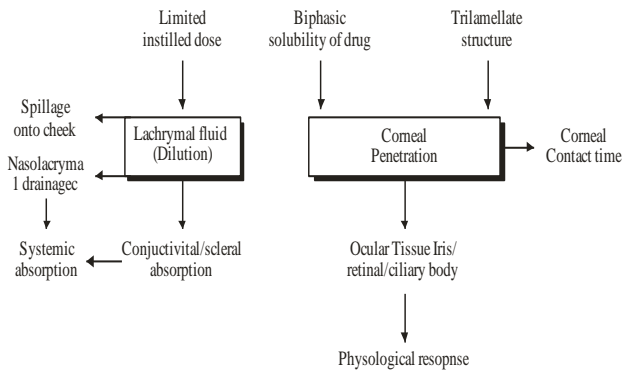 Limited
instilled dose
Biphasic
solubility of drug
Trilamellate
structure
Spillage
onto cheek
Lachrymal fluid
(Dilution)
Corneal
Penetration
Corneal
Contact time
Nasolacryma
1 drainagec
Systemic
absorption
Conjuctivital/scleral
absorption
Ocular Tissue Iris/
retinal/ciliary body
Physological resopnse